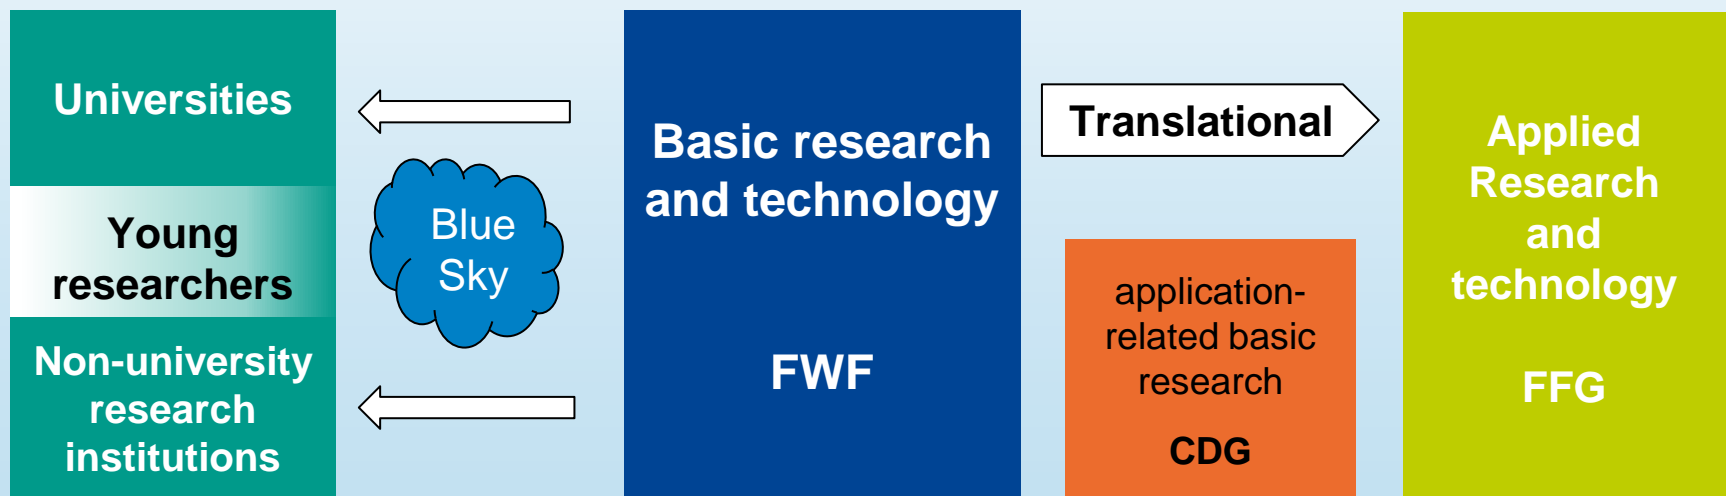 Universities
Young
researchers
Non-university
research
institutions
Blue
Sky
Basic research
and technology
FWF
Translational
application-
related basic
research
CDG
Applied
Research
and
technology
FFG